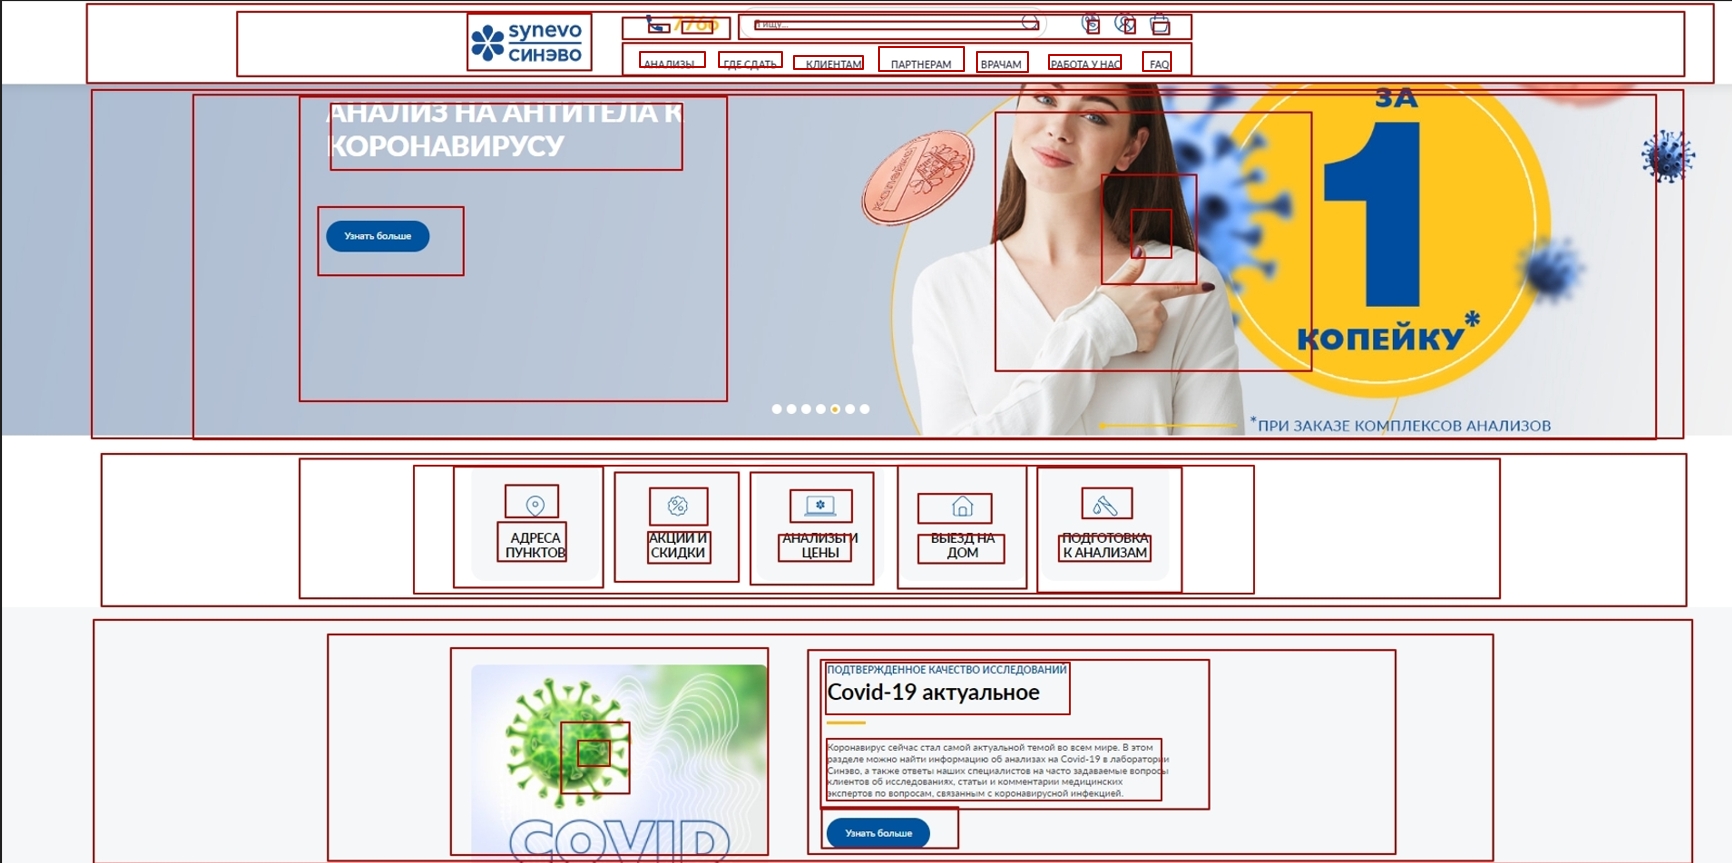 synevo
СИНЭВО
7766
Я ищу...
АНАЛИЗЫ
ГДЕ СДАТЬ
КЛИЕНТАМ
ПАРТНЕРАМ
ВРАЧАМ
РАБОТА У НАС
FAQ
АНАЛИЗ НА АНТИТЕЛА К
КОРОНАВИРУСУ
Узнать больше
ЗА
1
КОПЕЙКУ*
*ПРИ ЗАКАЗЕ КОМПЛЕКСОВ АНАЛИЗОВ
АДРЕСА
ПУНКТОВ
АКЦИИ И
СКИДКИ
АНАЛИЗЫ И
ЦЕНЫ
ВЫЕЗД НА
ДОМ
ПОДГОТОВКА
К АНАЛИЗАМ
COVID
ПОДТВЕРЖДЕННОЕ КАЧЕСТВО ИССЛЕДОВАНИЙ
Covid-19 актуальное
Коронавирус сейчас стал самой актуальной темой во всем мире. В этом
разделе можно найти информацию об анализах на Covid-19 в лаборатории
Синэво, а также ответы наших специалистов на часто задаваемые вопросы
клиентов об исследованиях, статьи и комментарии медицинских
экспертов по вопросам, связанным с коронавирусной инфекцией.
Узнать больше